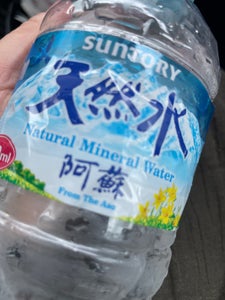 SUNTORY
天然水
Natural Mineral Water
阿蘇
From The Aso